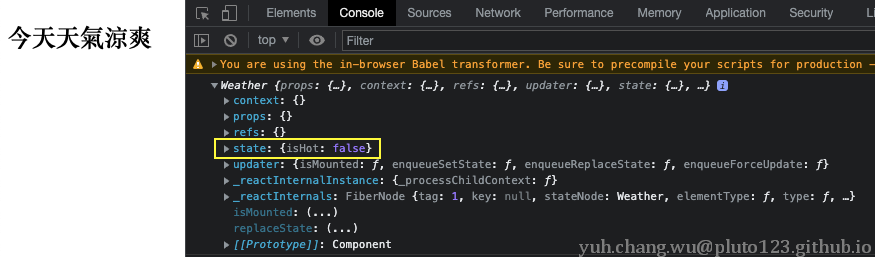 今天天氣涼爽
Elements Console Sources Network Performance Memory Application Security Li
top Filter
You are using the in-browser Babel transformer. Be sure to precompile your scripts for production –
Weather {props: {…}, context: {…}, refs: {…}, updater: {…}, state: {…}, …} i
context: {}
props: {}
refs: {}
state: {isHot: false}
updater: {isMounted: ƒ, enqueueSetState: ƒ, enqueueReplaceState: ƒ, enqueueForceUpdate: ƒ}
_reactInternalInstance: {_processChildContext: ƒ}
_reactInternals: FiberNode {tag: 1, key: null, stateNode: Weather, elementType: ƒ, type: ƒ, …}
isMounted: (...)
replaceState: (...)
[[Prototype]]: Component
yuh.chang.wu@pluto123.github.io